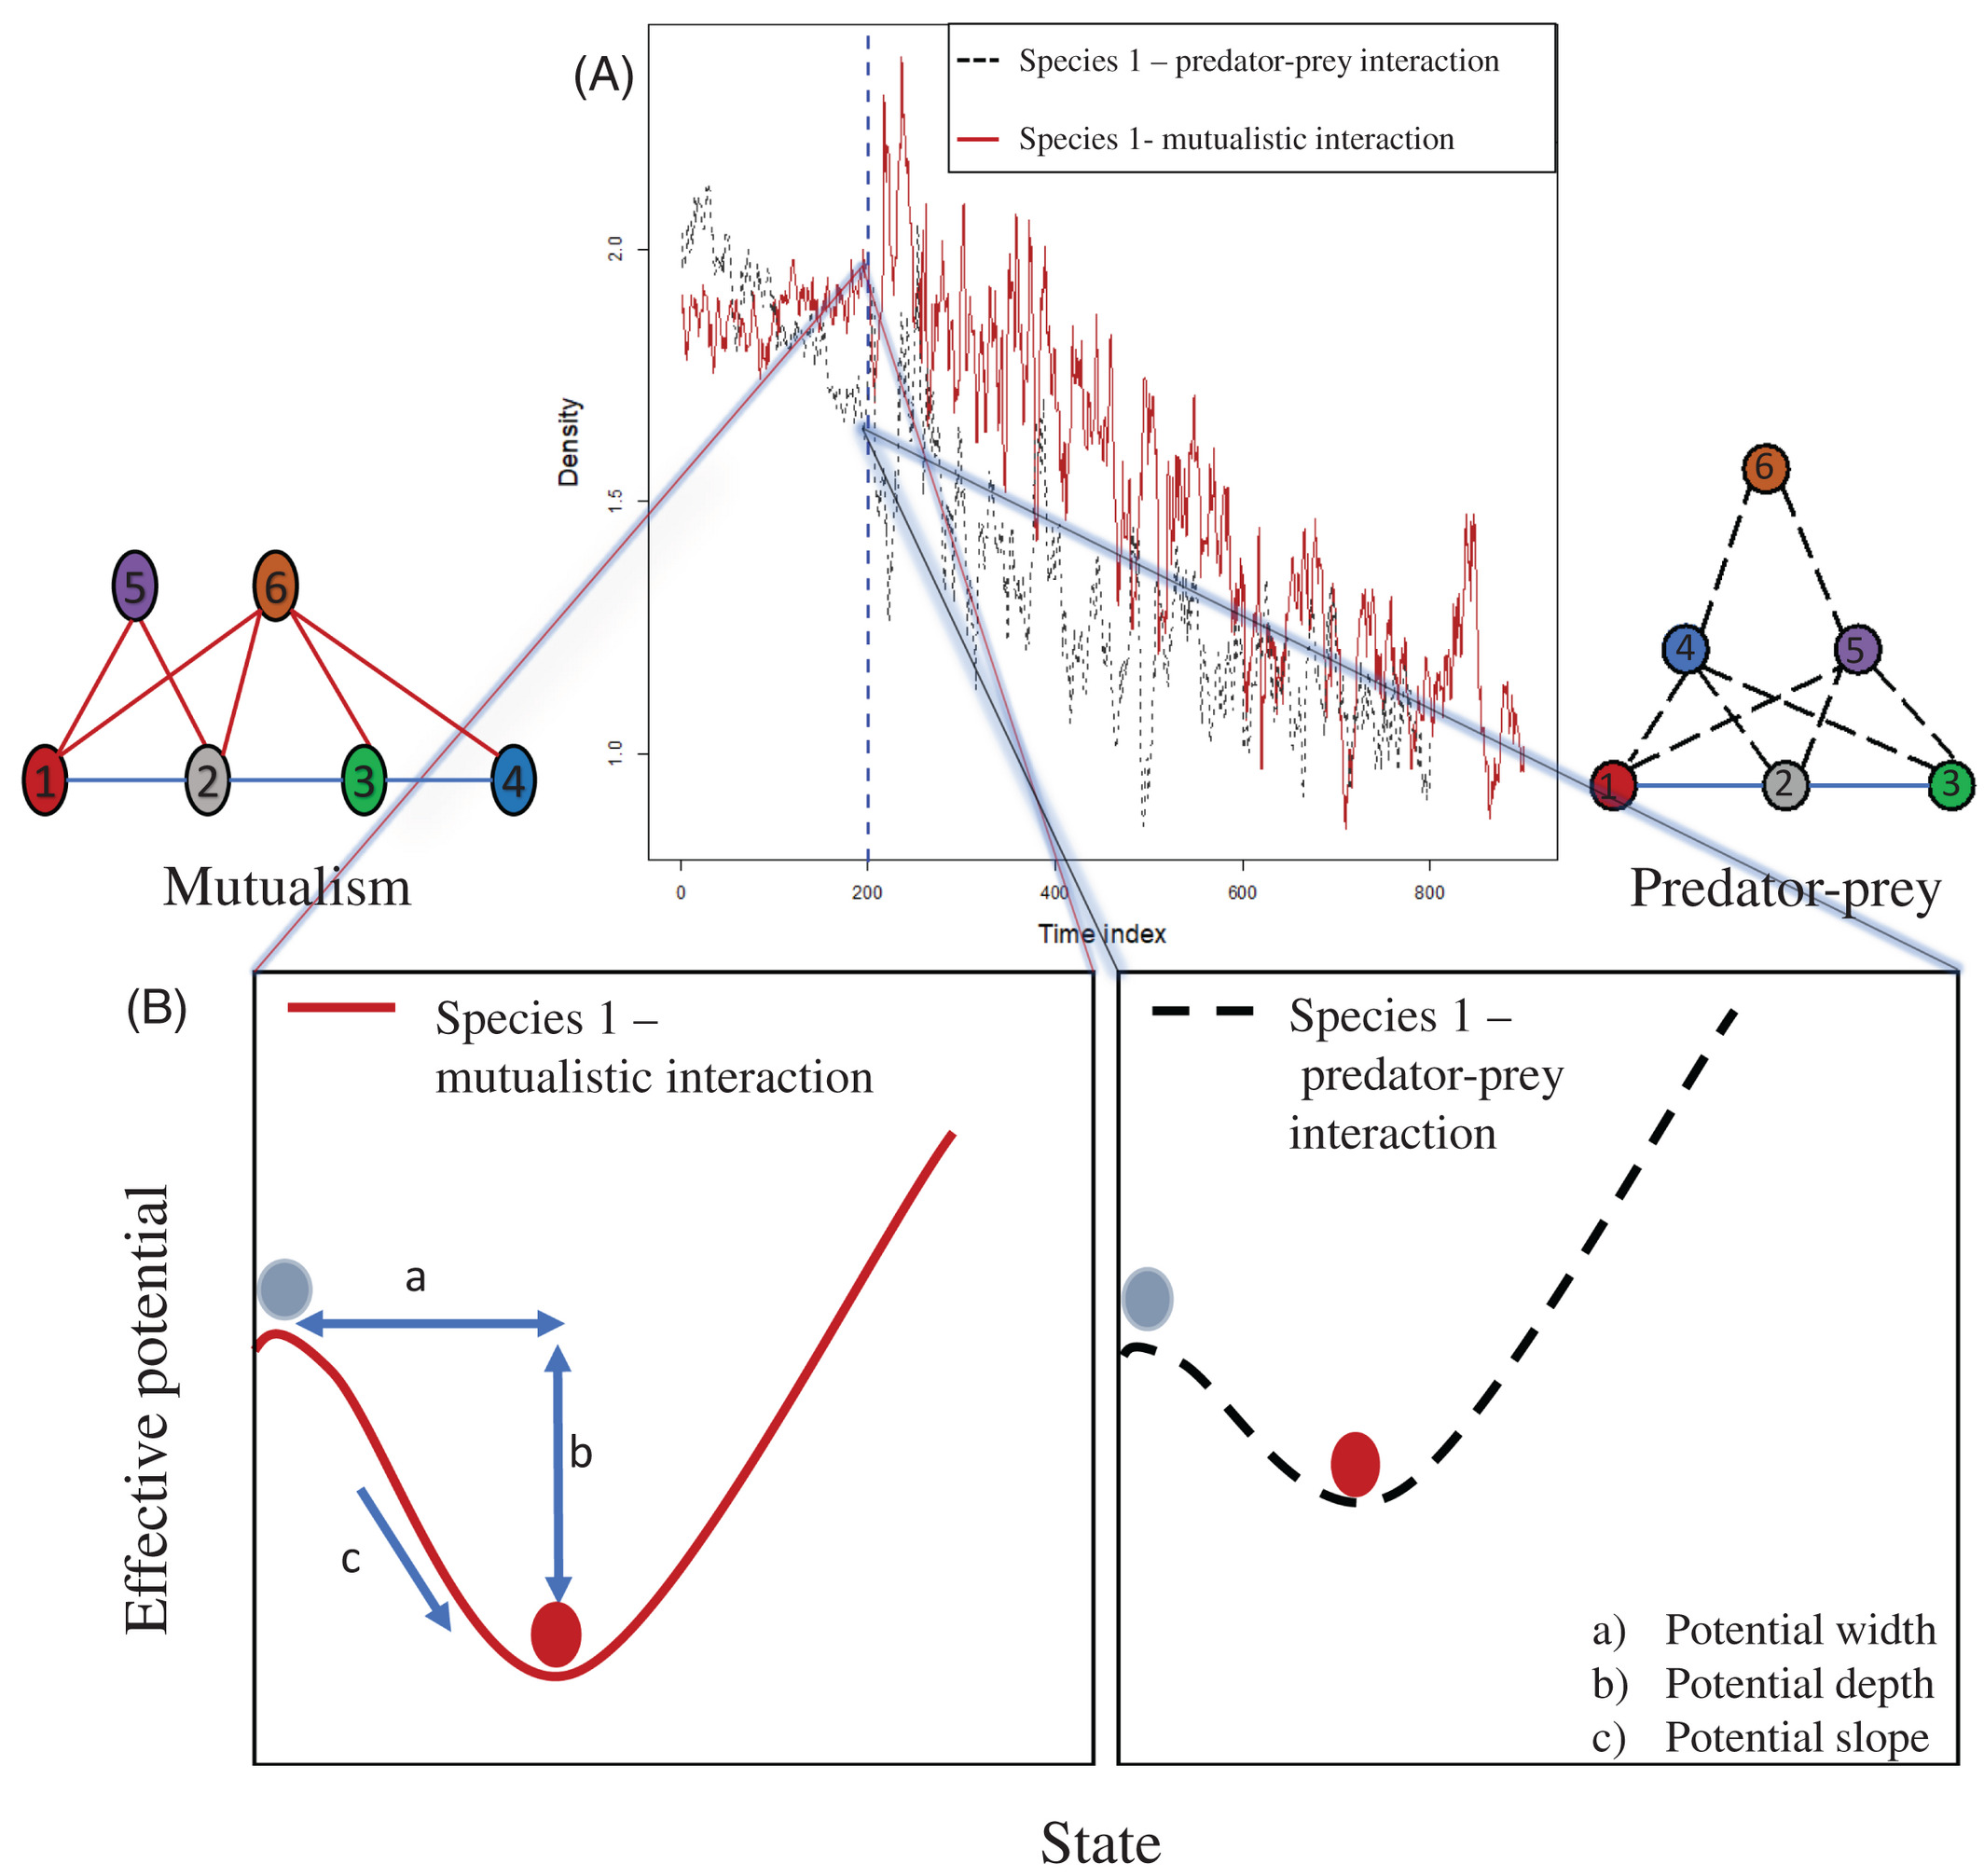 (A)
Species 1 – predator-prey interaction
Species 1- mutualistic interaction
Density
2.0
1.5
1.0
0 200 400 600 800
Time index
5 6
1 2 3 4
Mutualism
6
4 5
1 2 3
Predator-prey
(B)
Species 1 –
mutualistic interaction
a
b
c
Species 1 –
predator-prey
interaction
a) Potential width
b) Potential depth
c) Potential slope
Effective potential
State